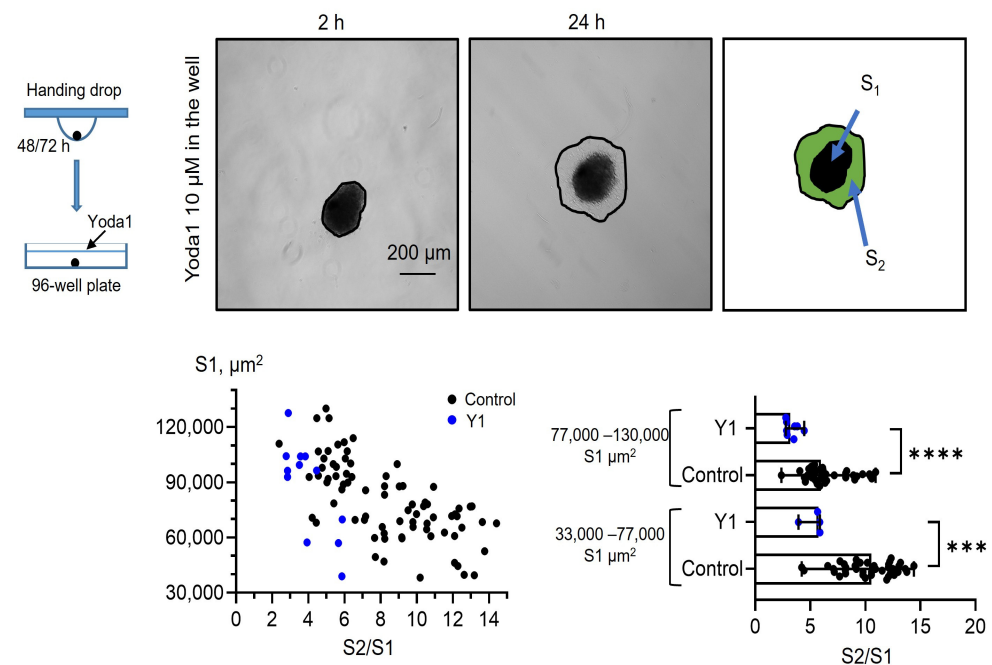 2 h
24 h
Handing drop
48/72 h
Yoda1
96-well plate
Yoda1 10 µM in the well
200 µm
S1
S2
S1, µm2
120,000
90,000
60,000
30,000
0 2 4 6 8 10 12 14
S2/S1
Control
Y1
77,000 –130,000
S1 µm2
Y1
Control
****
33,000 –77,000
S1 µm2
Y1
Control
***
0 5 10 15 20
S2/S1